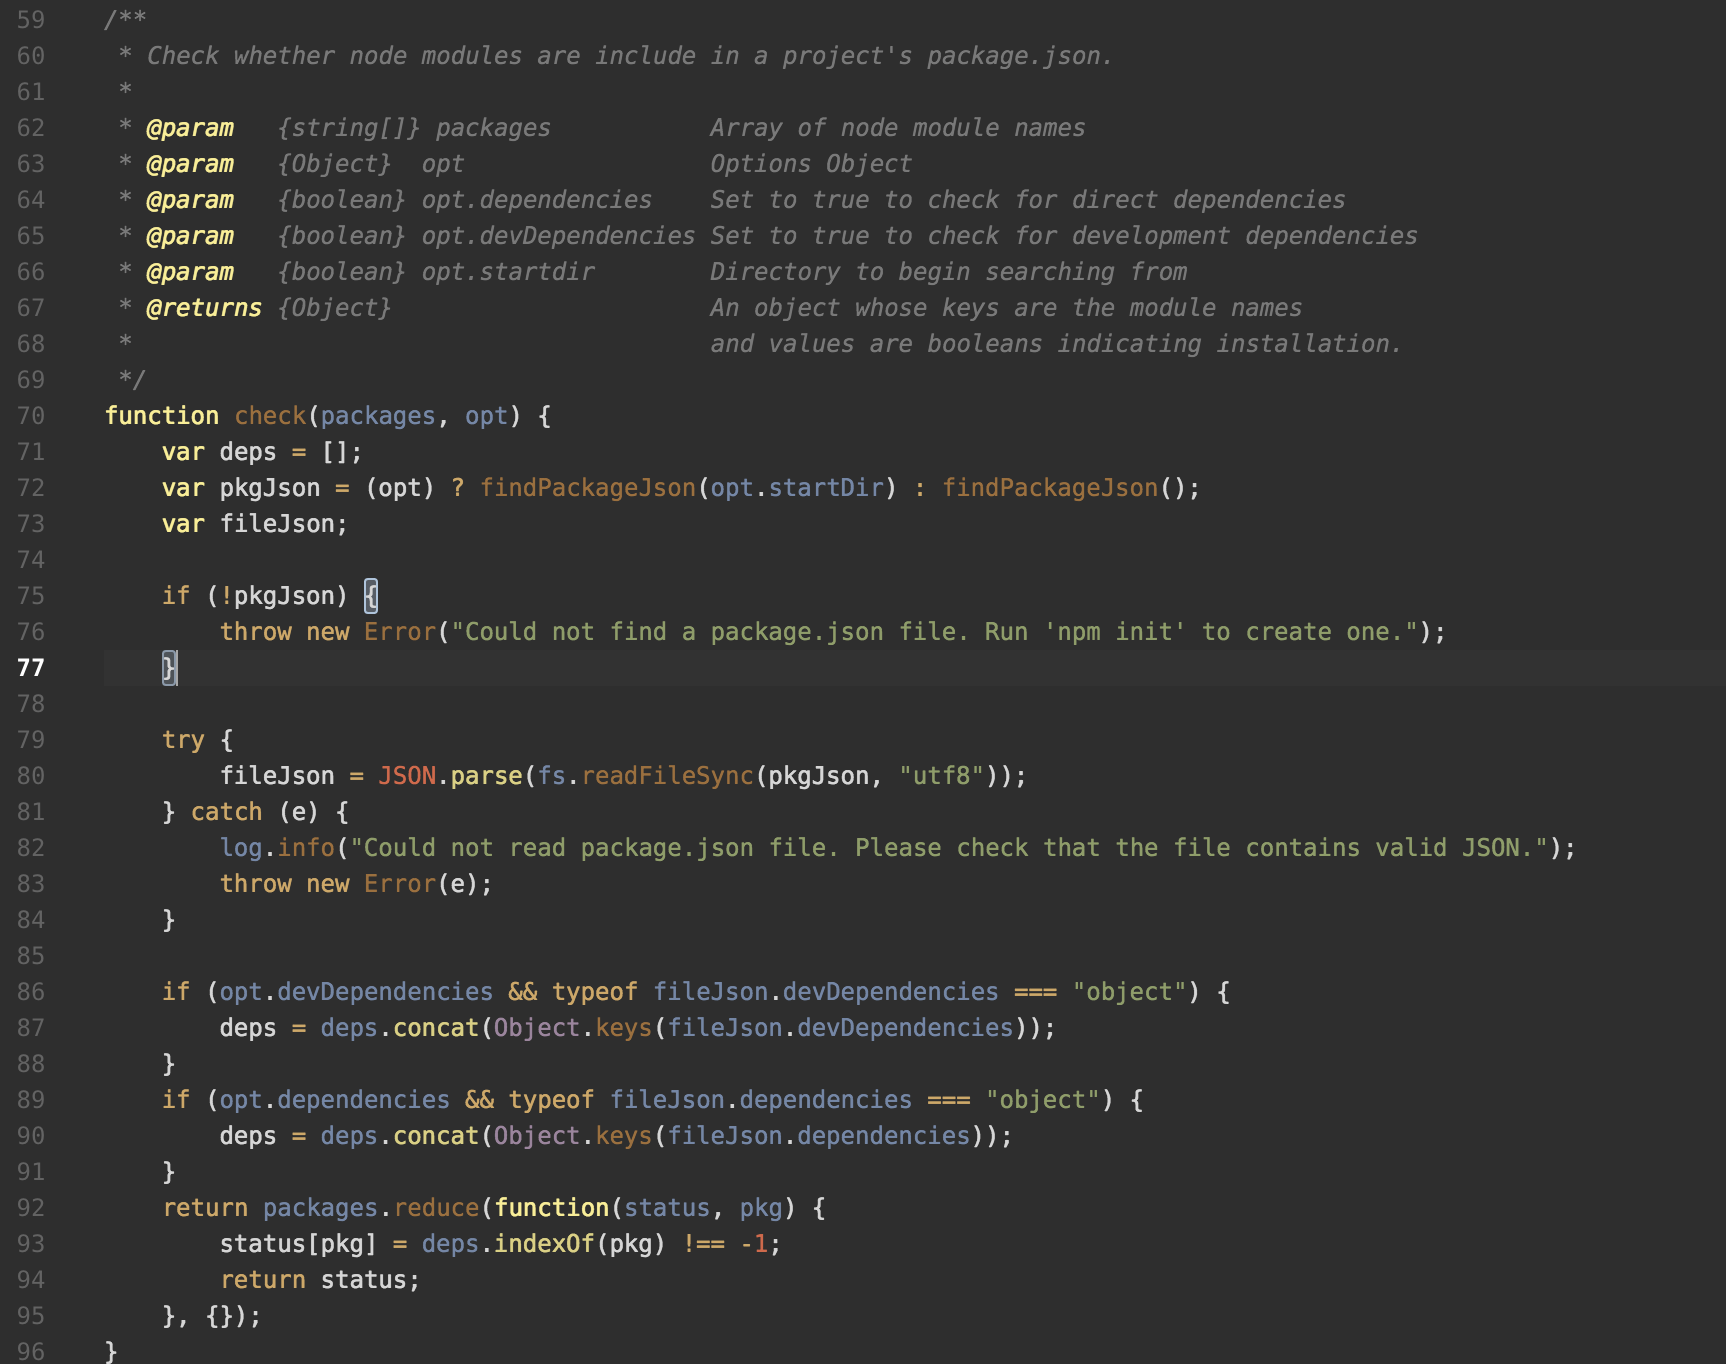 59 /**
60  * Check whether node modules are include in a project's package.json.
61  *
62  * @param   {string[]} packages           Array of node module names
63  * @param   {Object}  opt                 Options Object
64  * @param   {boolean} opt.dependencies    Set to true to check for direct dependencies
65  * @param   {boolean} opt.devDependencies Set to true to check for development dependencies
66  * @param   {boolean} opt.startdir        Directory to begin searching from
67  * @returns {Object}                      An object whose keys are the module names
68  *                                        and values are booleans indicating installation.
69  */
70 function check(packages, opt) {
71     var deps = [];
72     var pkgJson = (opt) ? findPackageJson(opt.startDir) : findPackageJson();
73     var fileJson;
74
75     if (!pkgJson) {
76         throw new Error("Could not find a package.json file. Run 'npm init' to create one.");
77     }
78
79     try {
80         fileJson = JSON.parse(fs.readFileSync(pkgJson, "utf8"));
81     } catch (e) {
82         log.info("Could not read package.json file. Please check that the file contains valid JSON.");
83         throw new Error(e);
84     }
85
86     if (opt.devDependencies && typeof fileJson.devDependencies === "object") {
87         deps = deps.concat(Object.keys(fileJson.devDependencies));
88     }
89     if (opt.dependencies && typeof fileJson.dependencies === "object") {
90         deps = deps.concat(Object.keys(fileJson.dependencies));
91     }
92     return packages.reduce(function(status, pkg) {
93         status[pkg] = deps.indexOf(pkg) !== -1;
94         return status;
95     }, {});
96 }